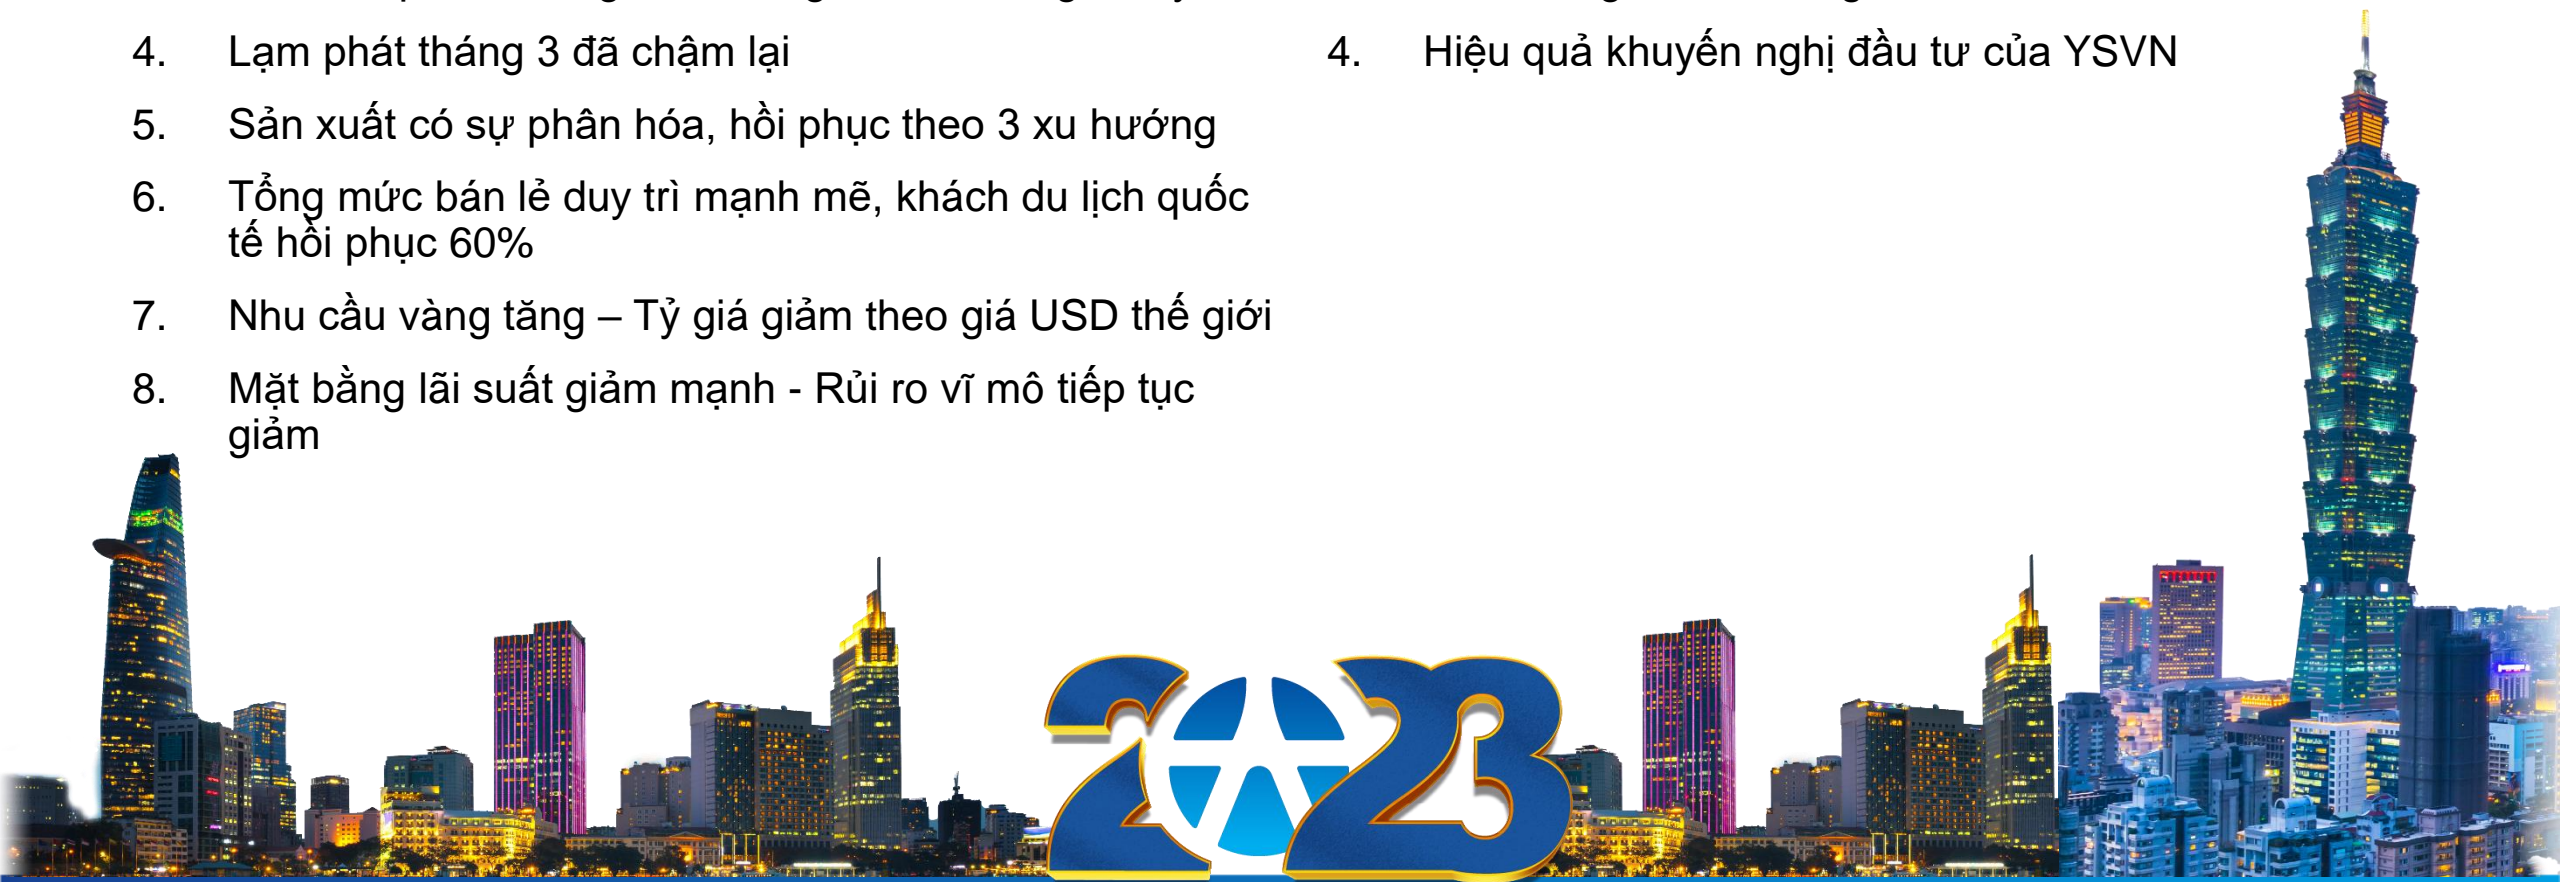 4. Lạm phát tháng 3 đã chậm lại
5. Sản xuất có sự phân hóa, hồi phục theo 3 xu hướng
6. Tổng mức bán lẻ duy trì mạnh mẽ, khách du lịch quốc
tế hồi phục 60%
7. Nhu cầu vàng tăng – Tỷ giá giảm theo giá USD thế giới
8. Mặt bằng lãi suất giảm mạnh - Rủi ro vĩ mô tiếp tục
giảm
4. Hiệu quả khuyến nghị đầu tư của YSVN
2023